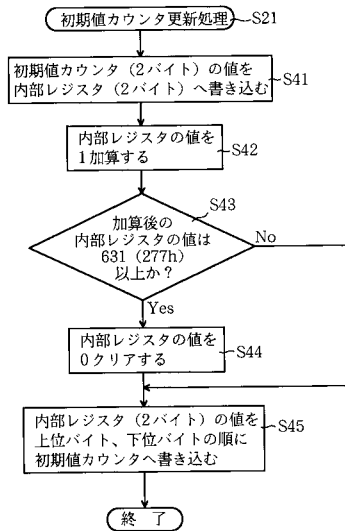 初期値カウンタ更新処理
S21
初期値カウンタ(2バイト)の値を
内部レジスタ(2バイト)へ書き込む
S41
内部レジスタの値を
1加算する
S42
加算後の
内部レジスタの値は
631(277h)
以上か?
S43
No
Yes
内部レジスタの値を
0クリアする
S44
内部レジスタ(2バイト)の値を
上位バイト、下位バイトの順に
初期値カウンタへ書き込む
S45
終 了